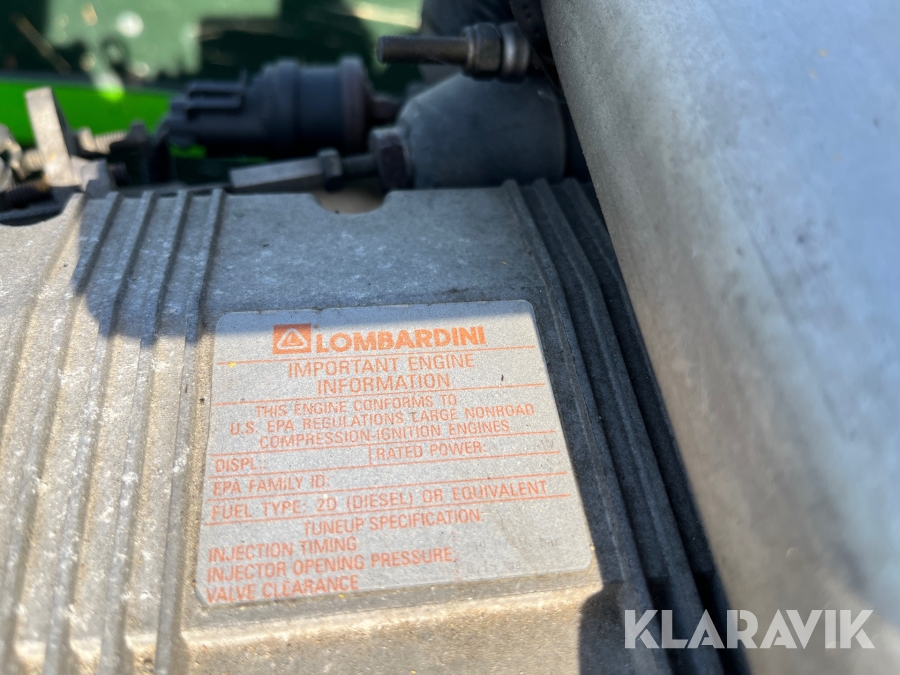 LOMBARDINI
IMPORTANT ENGINE
INFORMATION
THIS ENGINE CONFORMS TO
U.S. EPA REGULATIONS LARGE NONROAD
COMPRESSION-IGNITION ENGINES
DISPL: RATED POWER:
EPA FAMILY ID:
FUEL TYPE: 2D (DIESEL) OR EQUIVALENT
TUNEUP SPECIFICATION:
INJECTION TIMING
INJECTOR OPENING PRESSURE,
VALVE CLEARANCE
KLARAVIK